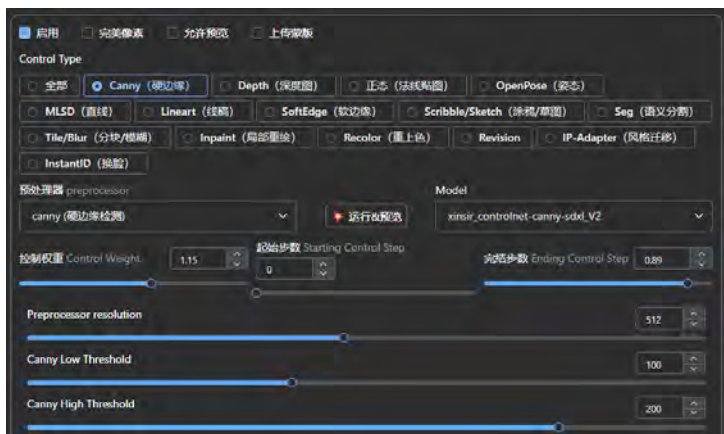 启用 完美像素 允许预览 上传蒙版
Control Type
全部 Canny（硬边缘） Depth（深度图） 正态（法线贴图） OpenPose（姿态）
MLSD（直线） Lineart（线稿） SoftEdge（软边缘） Scribble/Sketch（涂鸦/草图） Seg（语义分割）
Tile/Blur（分块/模糊） Inpaint（局部重绘） Recolor（重上色） Revision IP-Adapter（风格迁移）
InstantID（换脸）
预处理器 preprocessor Model
canny (硬边缘检测) 运行&预览 xinsir_controlnet-canny-sdxl_V2
控制权重 Control Weight 1.15 起始步数 Starting Control Step 0 完结步数 Ending Control Step 0.89
Preprocessor resolution 512
Canny Low Threshold 100
Canny High Threshold 200